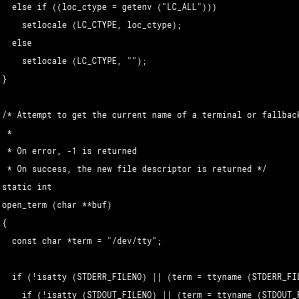 else if ((loc_ctype = getenv ("LC_ALL")))
setlocale (LC_CTYPE, loc_ctype);
else
setlocale (LC_CTYPE, "");
}
/* Attempt to get the current name of a terminal or fallback
*
* On error, -1 is returned
* On success, the new file descriptor is returned */
static int
open_term (char **buf)
{
const char *term = "/dev/tty";
if (!isatty (STDERR_FILENO) || (term = ttyname (STDERR_FIL
if (!isatty (STDOUT_FILENO) || (term = ttyname (STDOUT_F